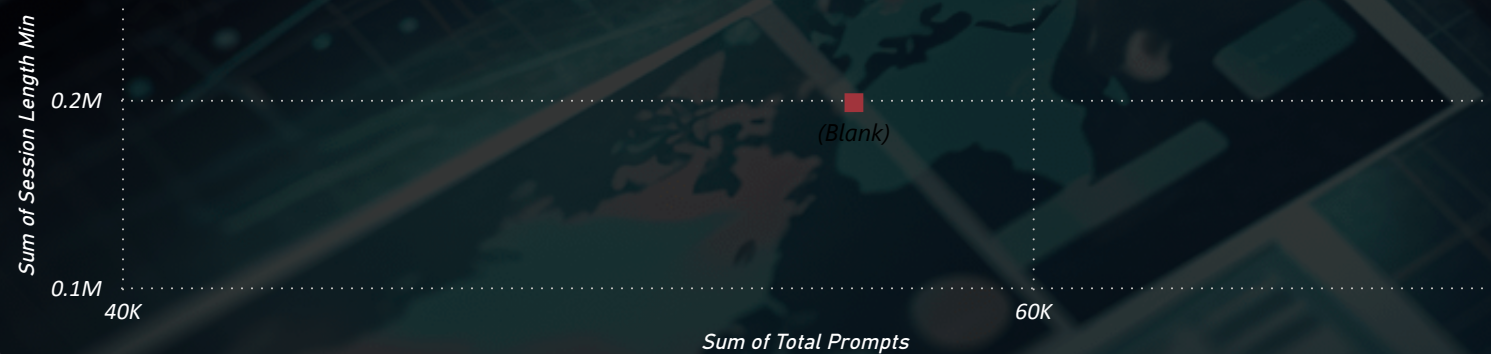 Sum of Session Length Min
0.2M
(Blank)
0.1M
40K
60K
Sum of Total Prompts